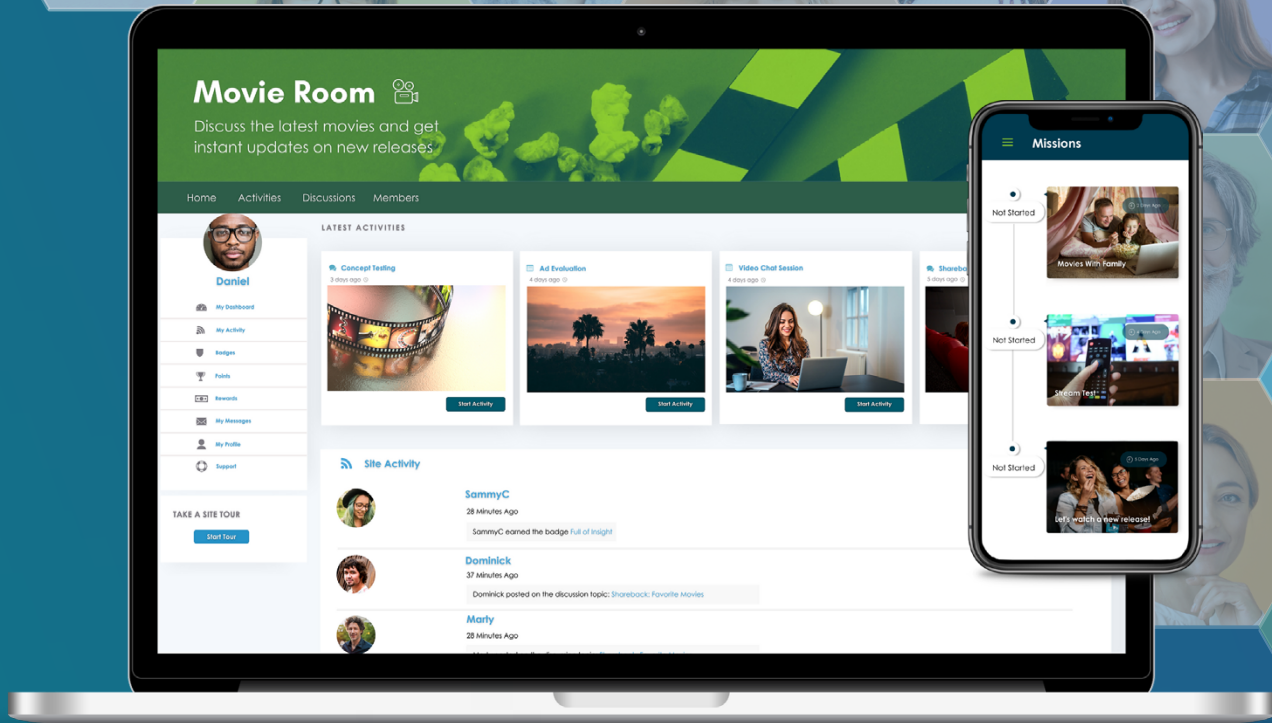 Movie Room
Discuss the latest movies and get
instant updates on new releases
Home Activities Discussions Members
Daniel
My Dashboard
My Activity
Badges
Points
Rewards
My Messages
My Profile
Support
TAKE A SITE TOUR
Start Tour
LATEST ACTIVITIES
Concept Testing
3 days ago
Start Activity
Ad Evaluation
4 days ago
Start Activity
Video Chat Session
4 days ago
Start Activity
Shareba
Site Activity
SammyC
28 Minutes Ago
SammyC earned the badge Full of Insight
Dominick
37 Minutes Ago
Dominick posted on the discussion topic: Shareback: Favorite Movies
Marty
28 Minutes Ago
Missions
Not Started
Movies With Family
Not Started
Stream Test
Not Started
5 Days Ago
Let's watch a new release!